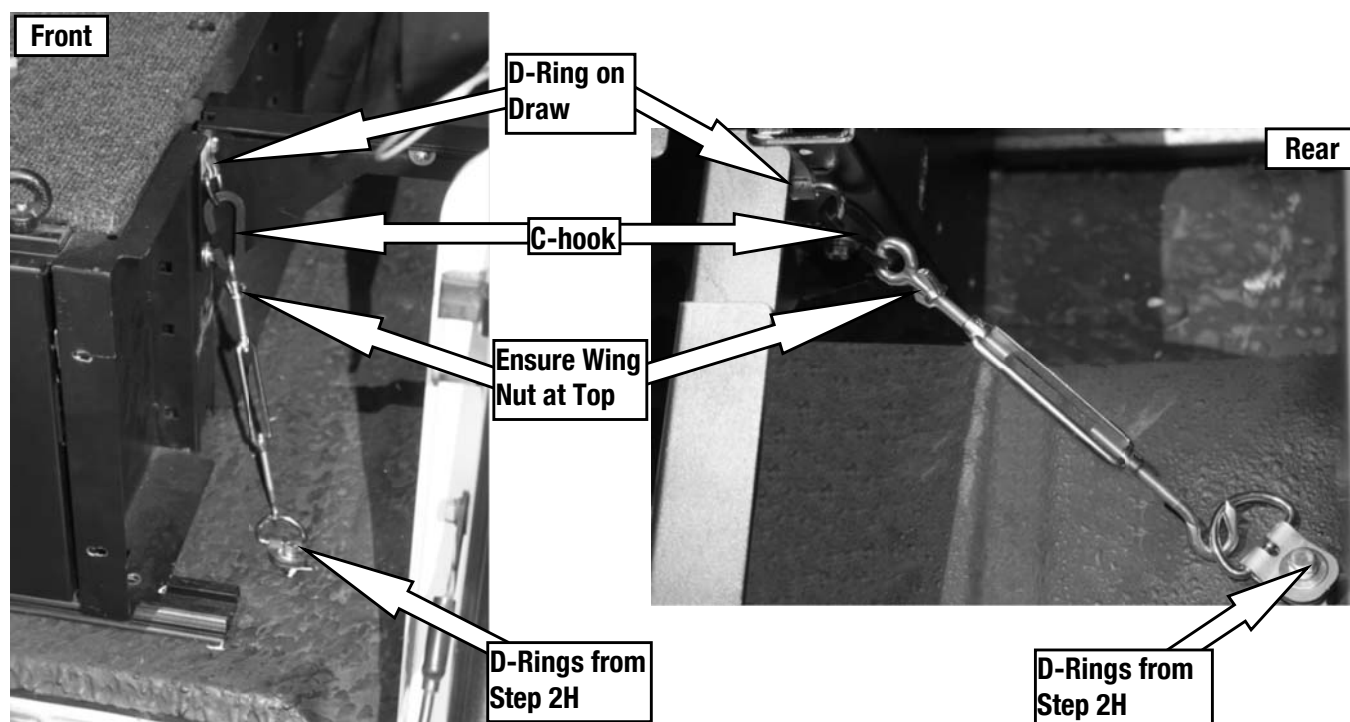 Front
D-Ring on
Draw
Rear
C-hook
Ensure Wing
Nut at Top
D-Rings from
Step 2H
D-Rings from
Step 2H